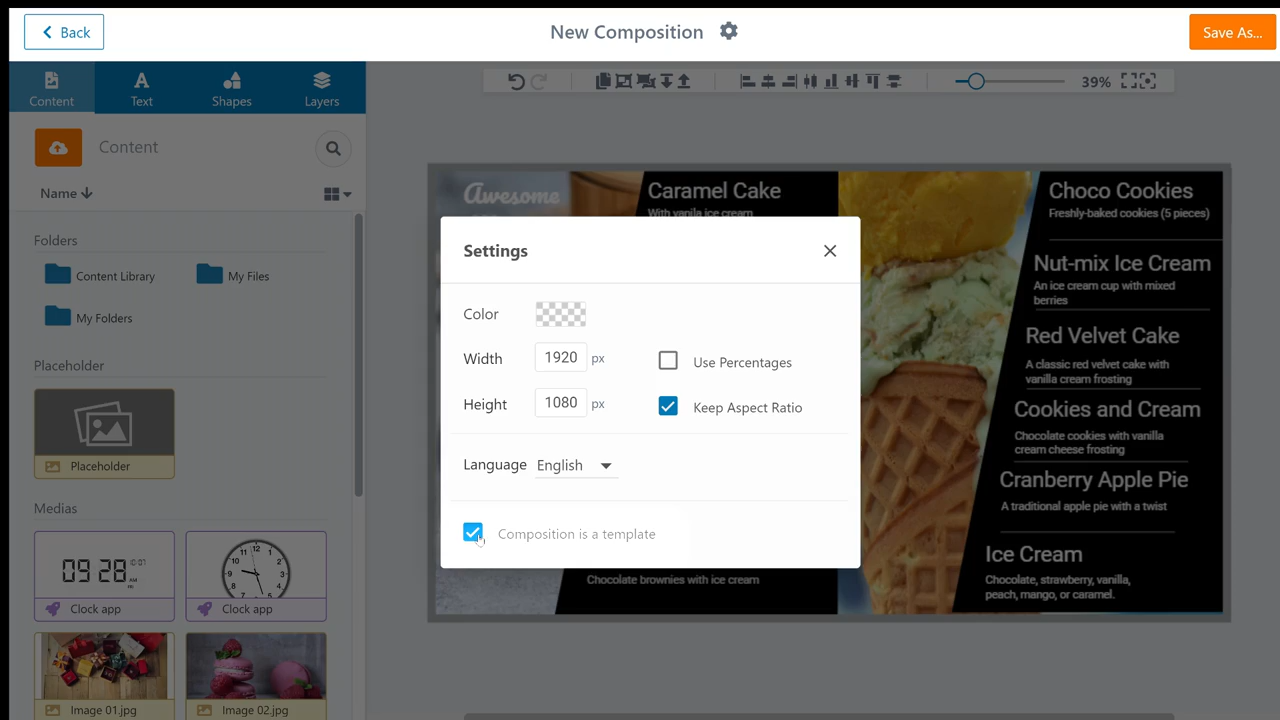 Back
New Composition
Save As...
Content
Text
Shapes
Layers
39%
Content
Name
Folders
Content Library
My Files
My Folders
Placeholder
Placeholder
Medias
09 28
AM
10:07
Clock app
Clock app
Image 01.jpg
Image 02.jpg
Awesome
Caramel Cake
With vanila ice cream
Choco Cookies
Freshly-baked cookies (5 pieces)
Nut-mix Ice Cream
An ice cream cup with mixed
berries
Red Velvet Cake
A classic red velvet cake with
vanilla cream frosting
Cookies and Cream
Chocolate cookies with vanilla
cream cheese frosting
Cranberry Apple Pie
A traditional apple pie with a twist
Ice Cream
Chocolate, strawberry, vanilla,
peach, mango, or caramel.
Chocolate brownies with ice cream
Settings
Color
Width 1920 px
Use Percentages
Height 1080 px
Keep Aspect Ratio
Language English
Composition is a template